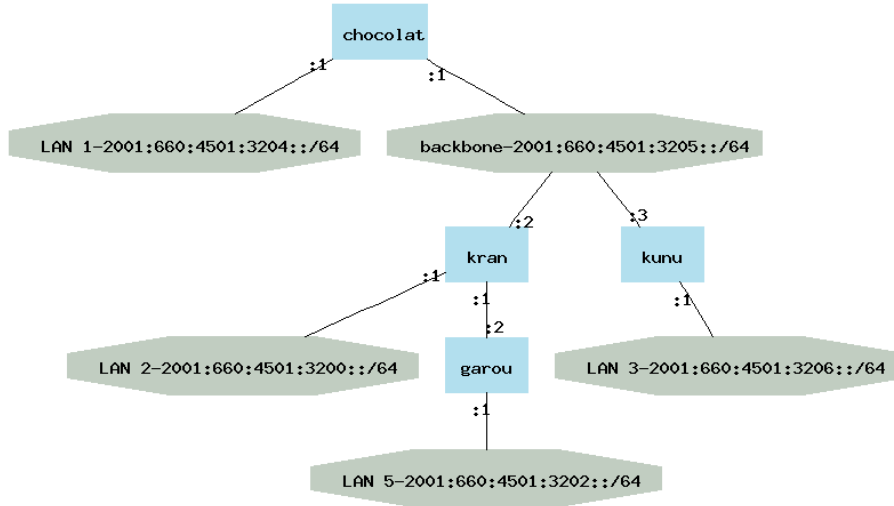 chocolat
:1
:1
LAN 1-2001:660:4501:3204::/64
backbone-2001:660:4501:3205::/64
:2
:3
kran
kunu
:1
:1
:1
:2
LAN 2-2001:660:4501:3200::/64
garou
LAN 3-2001:660:4501:3206::/64
:1
LAN 5-2001:660:4501:3202::/64